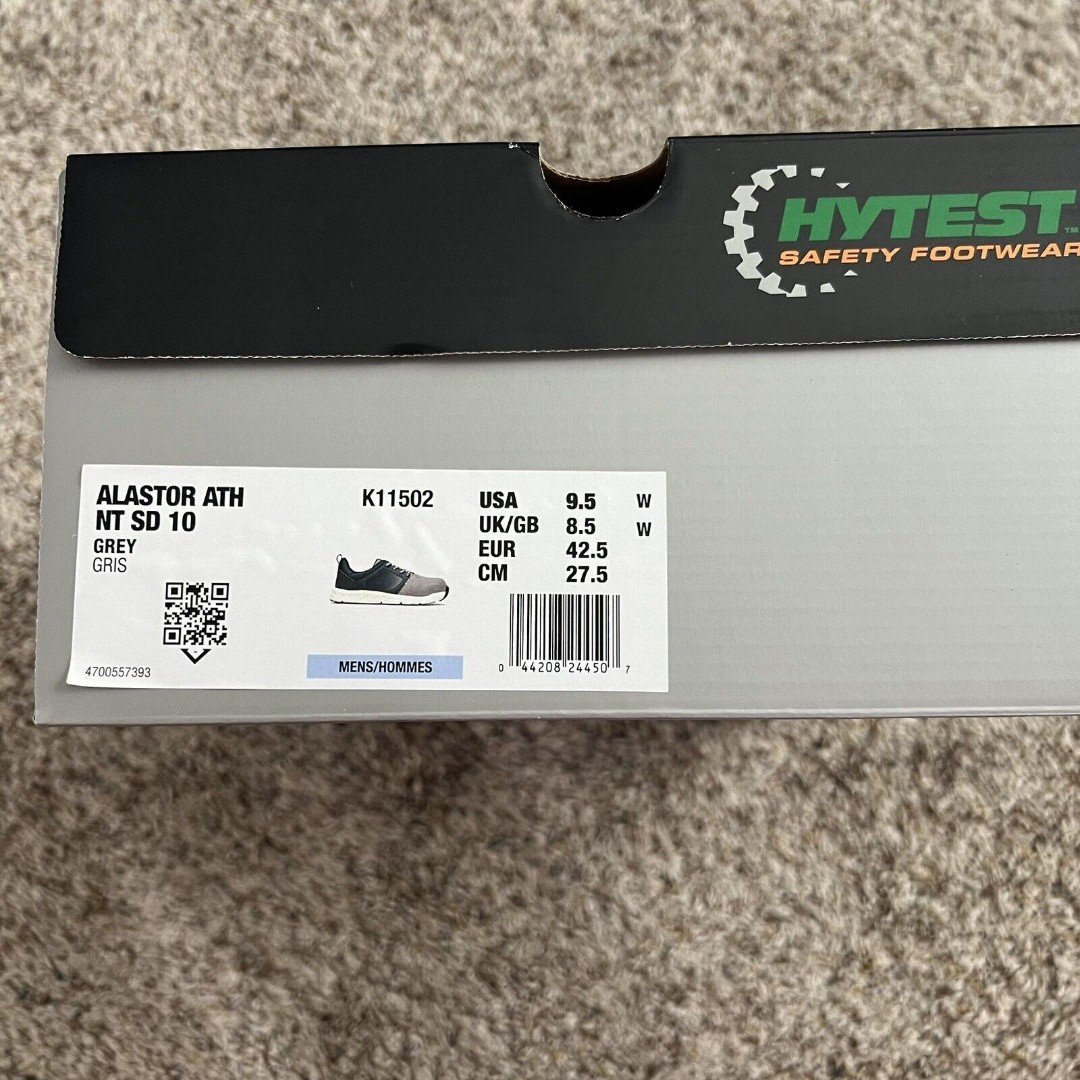 HYTEST™
SAFETY FOOTWEAR
ALASTOR ATH
NT SD 10
GREY
GRIS
4700557393
K11502
MENS/HOMMES
USA 9.5 W
UK/GB 8.5 W
EUR 42.5
CM 27.5
0 44208 24450 7